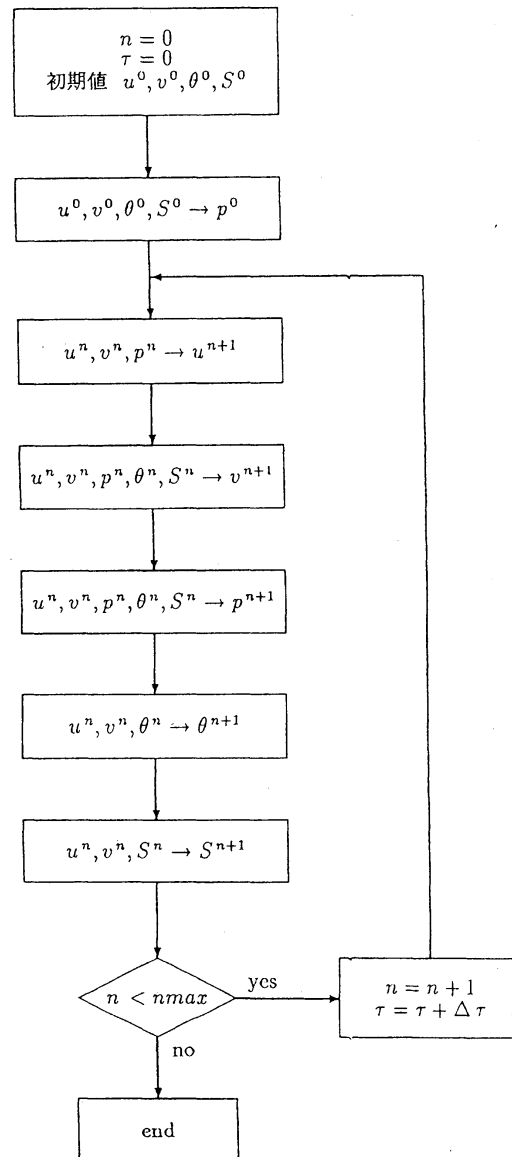 n = 0
τ = 0
初期値 u⁰, v⁰, θ⁰, S⁰
u⁰, v⁰, θ⁰, S⁰ → p⁰
uⁿ, vⁿ, pⁿ → uⁿ⁺¹
uⁿ, vⁿ, pⁿ, θⁿ, Sⁿ → vⁿ⁺¹
uⁿ, vⁿ, pⁿ, θⁿ, Sⁿ → pⁿ⁺¹
uⁿ, vⁿ, θⁿ → θⁿ⁺¹
uⁿ, vⁿ, Sⁿ → Sⁿ⁺¹
n < nmax
yes
n = n + 1
τ = τ + Δ τ
no
end